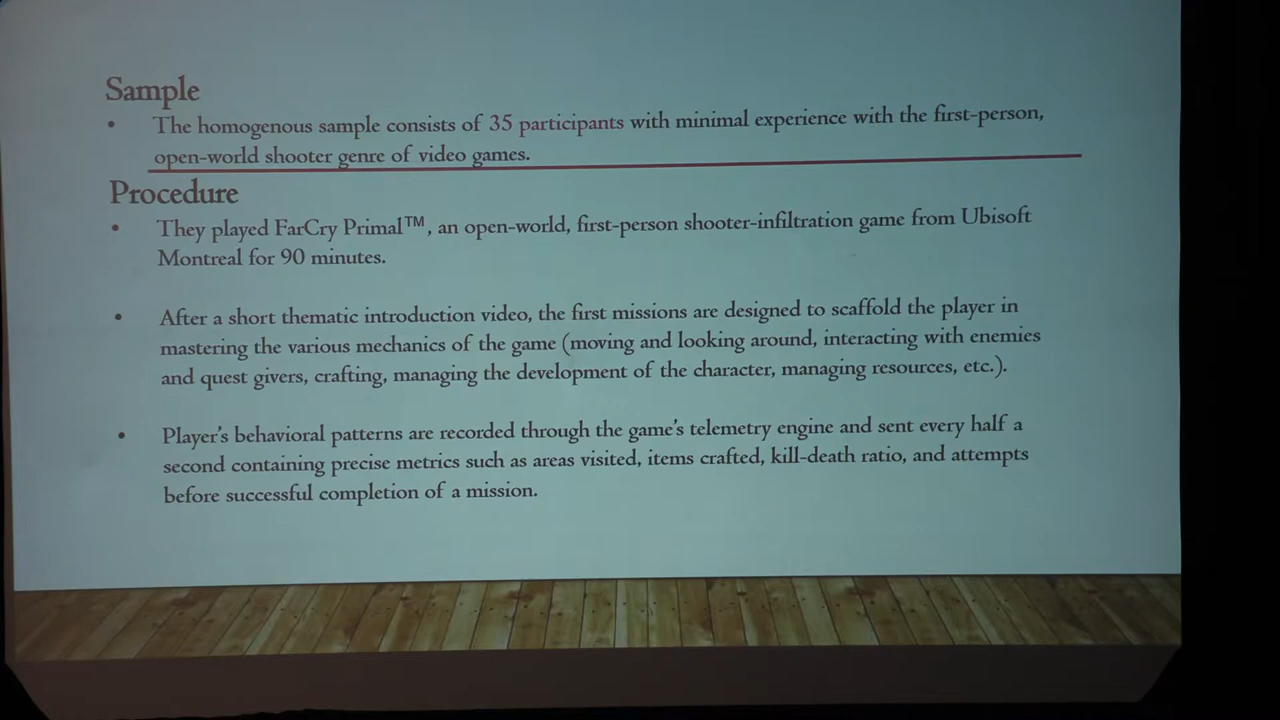 Sample
• The homogenous sample consists of 35 participants with minimal experience with the first-person,
open-world shooter genre of video games.
Procedure
• They played FarCry Primal™, an open-world, first-person shooter-infiltration game from Ubisoft
Montreal for 90 minutes.
• After a short thematic introduction video, the first missions are designed to scaffold the player in
mastering the various mechanics of the game (moving and looking around, interacting with enemies
and quest givers, crafting, managing the development of the character, managing resources, etc.).
• Player's behavioral patterns are recorded through the game's telemetry engine and sent every half a
second containing precise metrics such as areas visited, items crafted, kill-death ratio, and attempts
before successful completion of a mission.